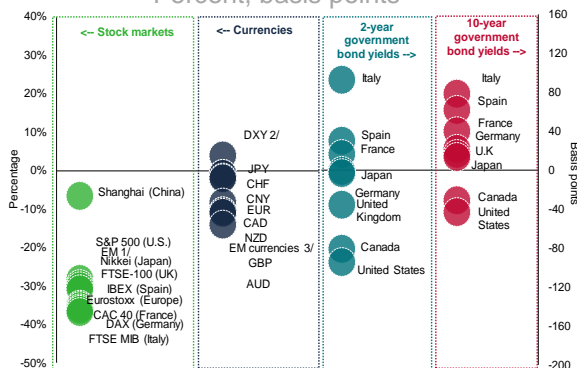 Percent, basis points
<-- Stock markets
<-- Currencies
2-year
government
bond yields -->
10-year
government
bond yields -->
40%
30%
20%
10%
0%
-10%
-20%
-30%
-40%
-50%
Percentage
160
120
80
40
0
-40
-80
-120
-160
-200
Basis points
Shanghai (China)
S&P 500 (U.S.)
EM 1/
Nikkei (Japan)
FTSE-100 (UK)
IBEX (Spain)
Eurostoxx (Europe)
CAC 40 (France)
DAX (Germany)
FTSE MIB (Italy)
DXY 2/
JPY
CHF
CNY
EUR
CAD
NZD
EM currencies 3/
GBP
AUD
Italy
Spain
France
Japan
Germany
United
Kingdom
Canada
United States
Italy
Spain
France
Germany
U.K
Japan
Canada
United
States